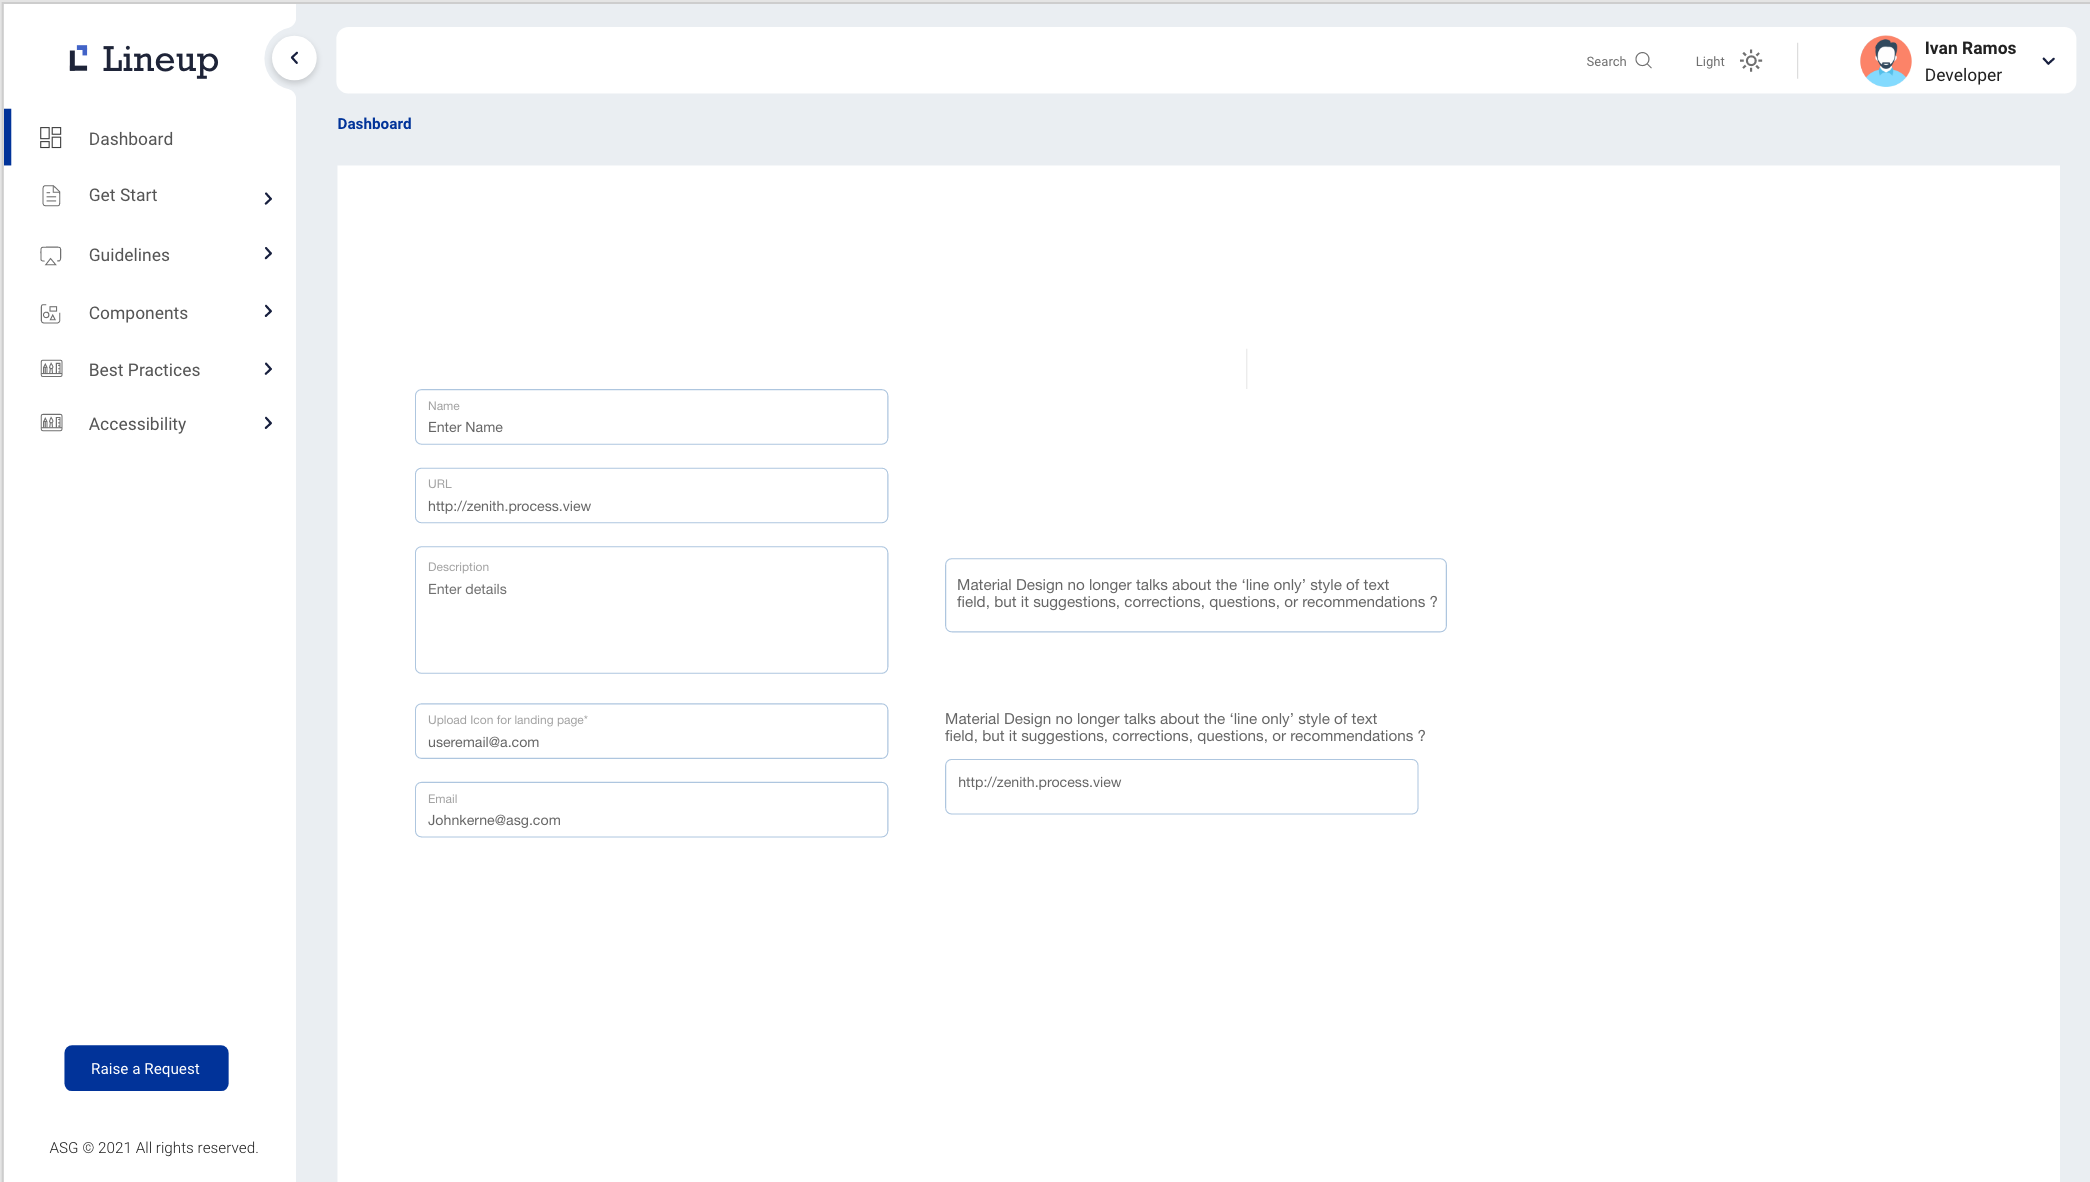 Lineup
Search
Light
Ivan Ramos
Developer
Dashboard
Dashboard
Get Start
Guidelines
Components
Best Practices
Accessibility
Name
Enter Name
URL
http://zenith.process.view
Description
Enter details
Upload Icon for landing page*
useremail@a.com
Email
Johnkerne@asg.com
Material Design no longer talks about the ‘line only’ style of text
field, but it suggestions, corrections, questions, or recommendations ?
Material Design no longer talks about the ‘line only’ style of text
field, but it suggestions, corrections, questions, or recommendations ?
http://zenith.process.view
Raise a Request
ASG © 2021 All rights reserved.